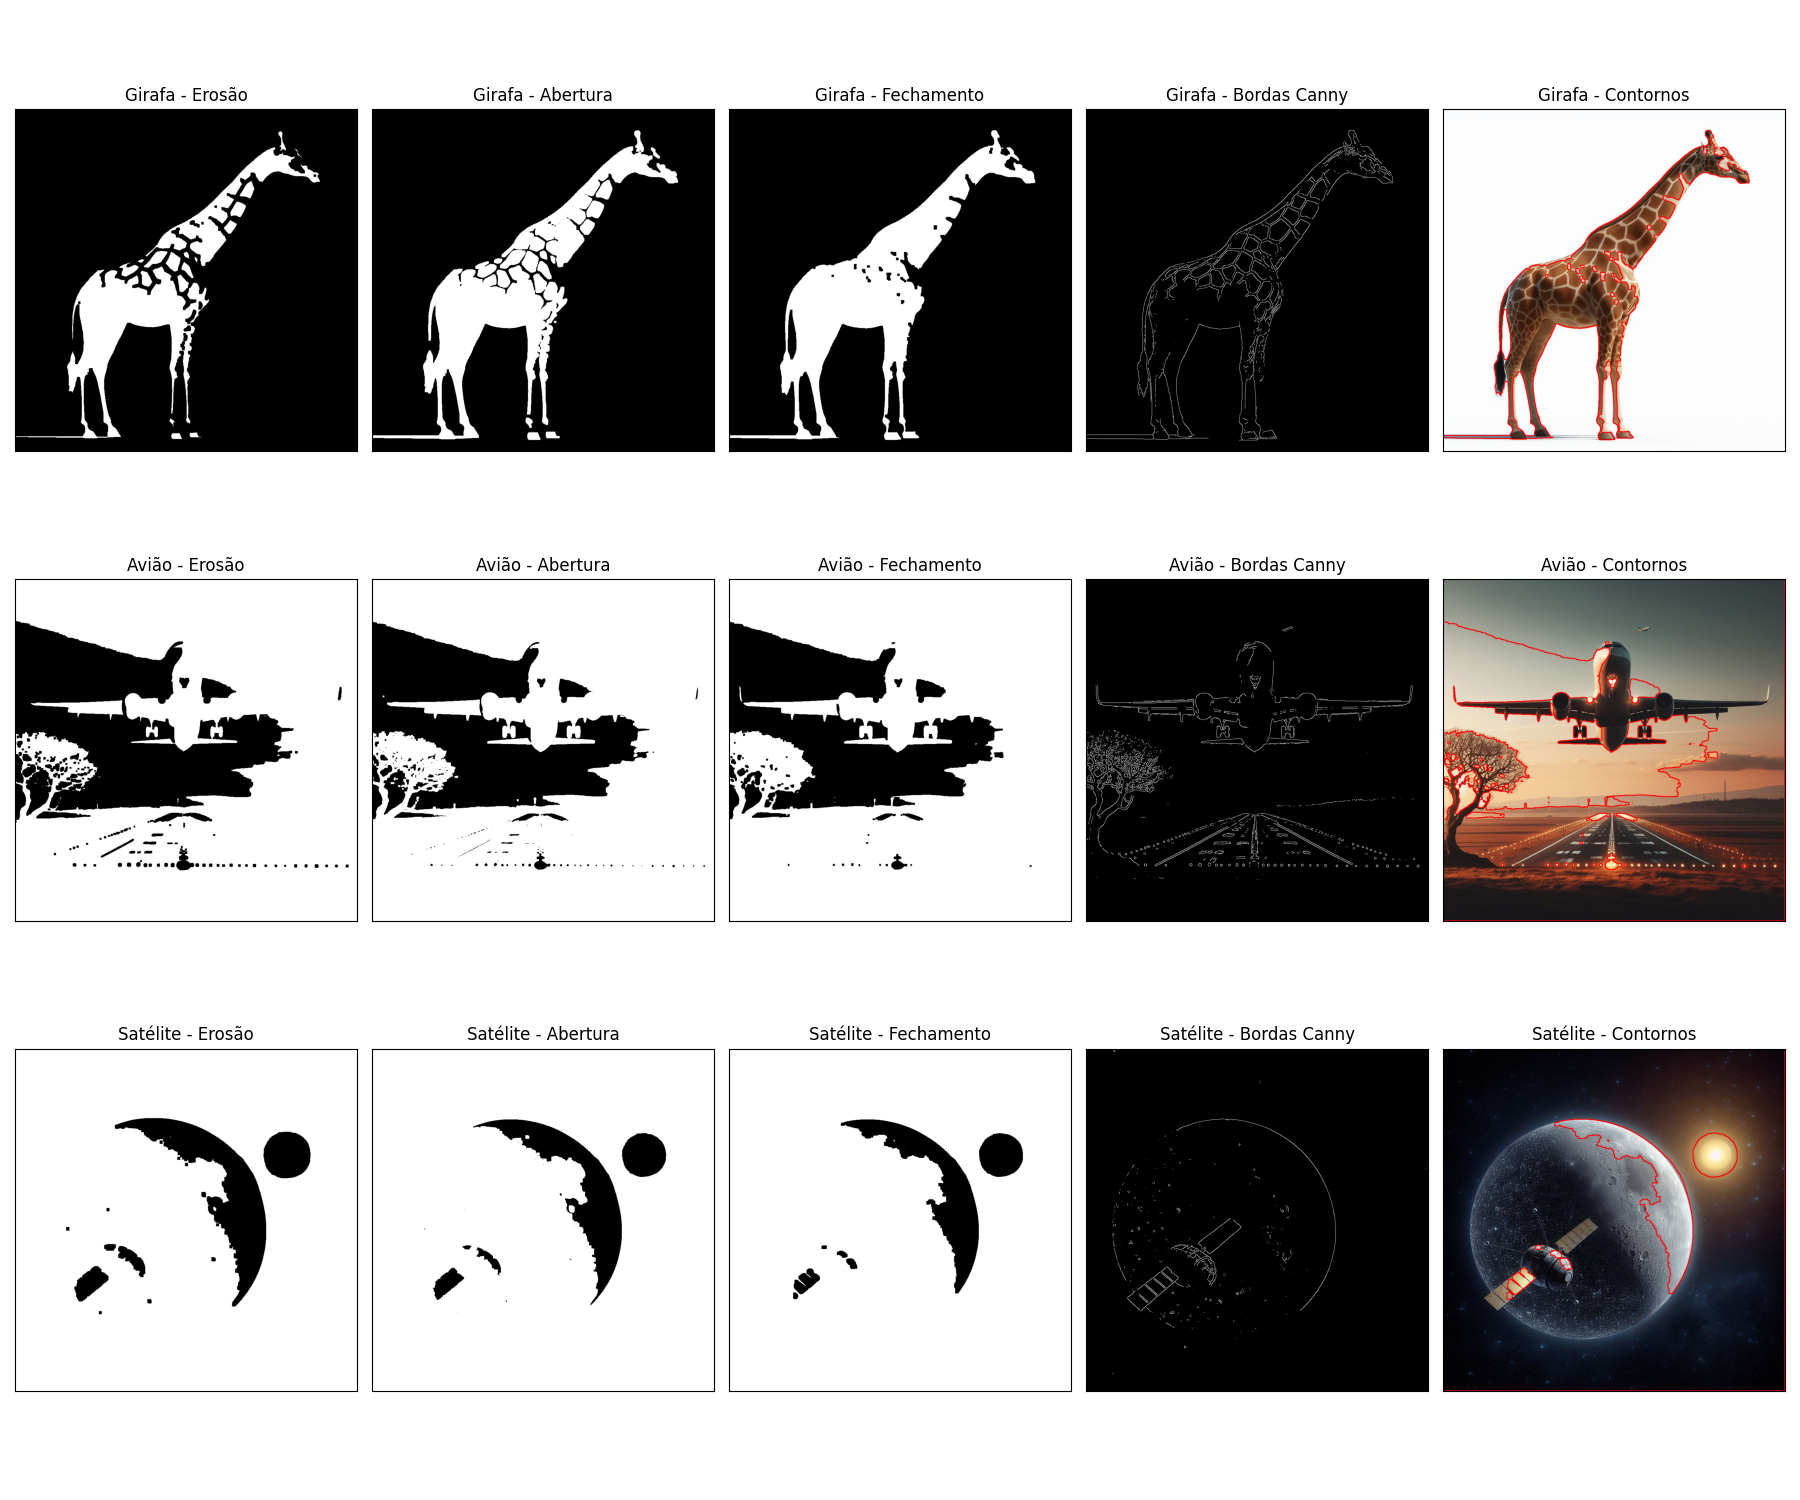 Girafa - Erosão
Girafa - Abertura
Girafa - Fechamento
Girafa - Bordas Canny
Girafa - Contornos
Avião - Erosão
Avião - Abertura
Avião - Fechamento
Avião - Bordas Canny
Avião - Contornos
Satélite - Erosão
Satélite - Abertura
Satélite - Fechamento
Satélite - Bordas Canny
Satélite - Contornos